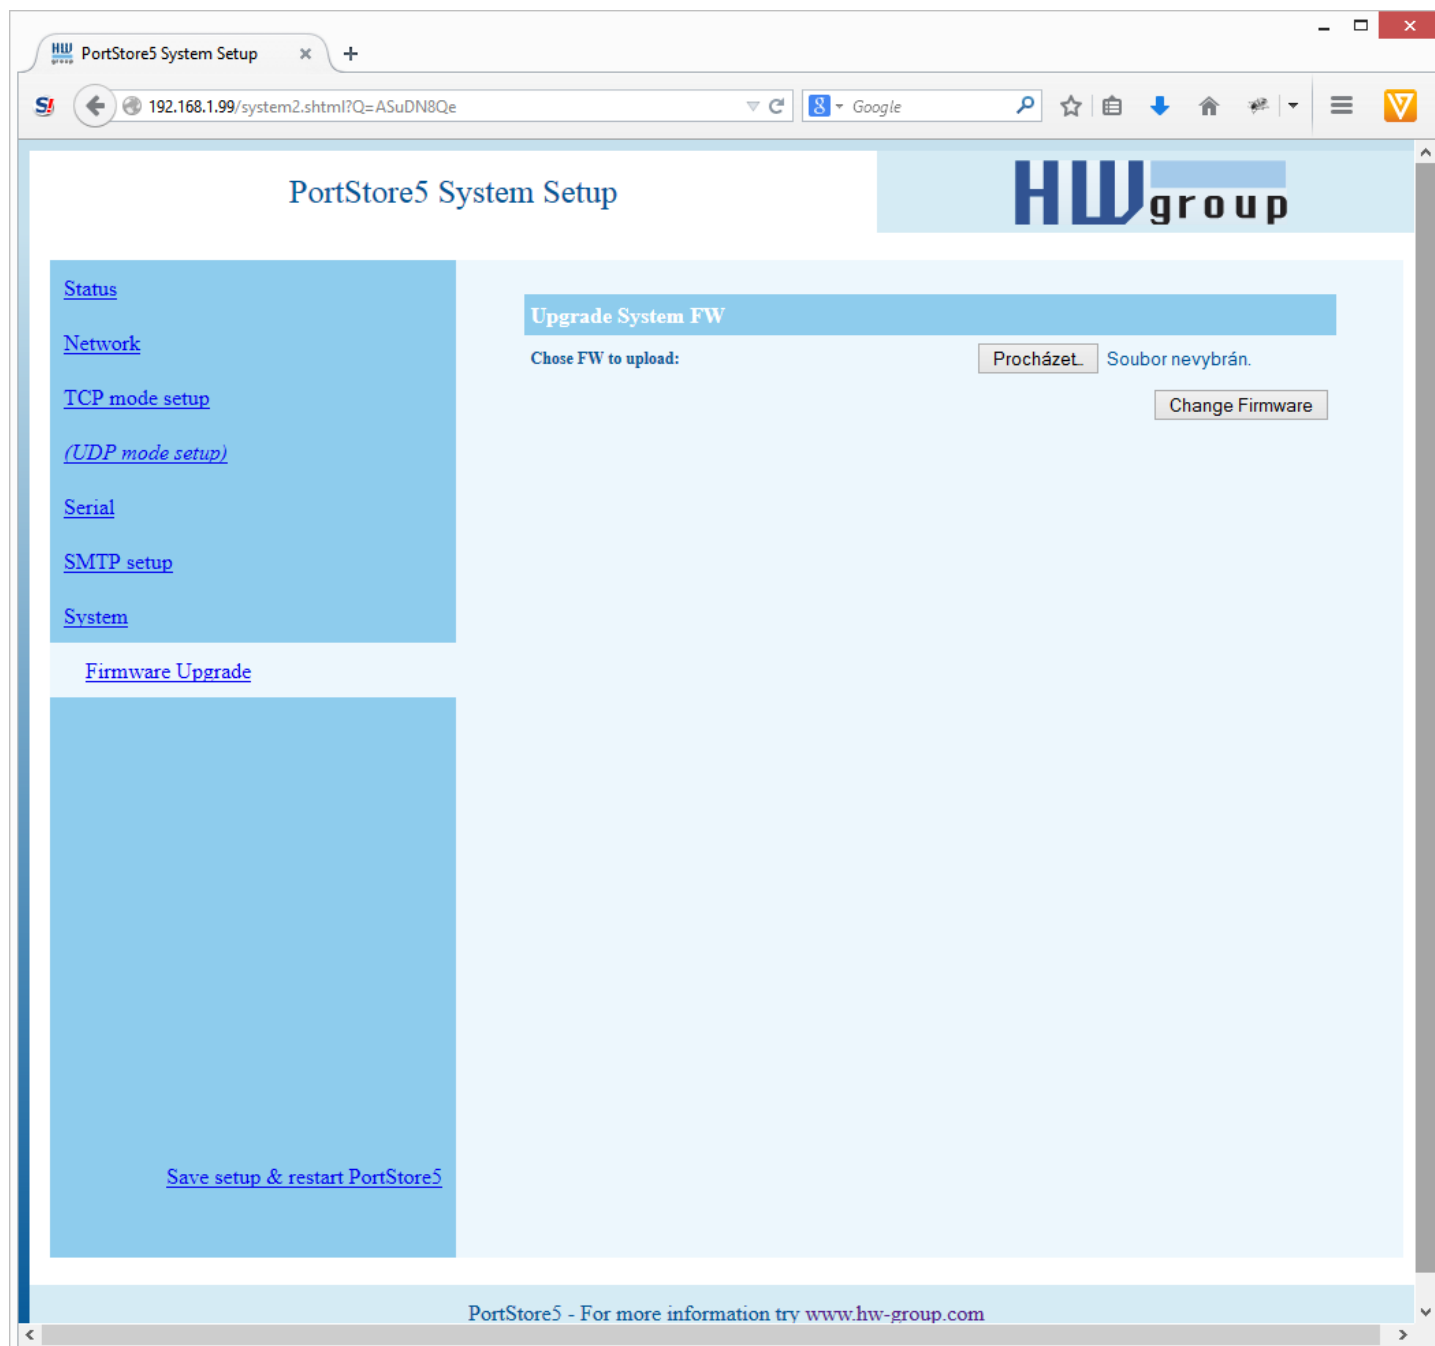 HW group PortStore5 System Setup
192.168.1.99/system2.shtml?Q=ASuDN8Qe
Google
PortStore5 System Setup
HW group
Status
Network
TCP mode setup
(UDP mode setup)
Serial
SMTP setup
System
Firmware Upgrade
Save setup & restart PortStore5
Upgrade System FW
Chose FW to upload: Procházet.. Soubor nevybrán.
Change Firmware
PortStore5 - For more information try www.hw-group.com